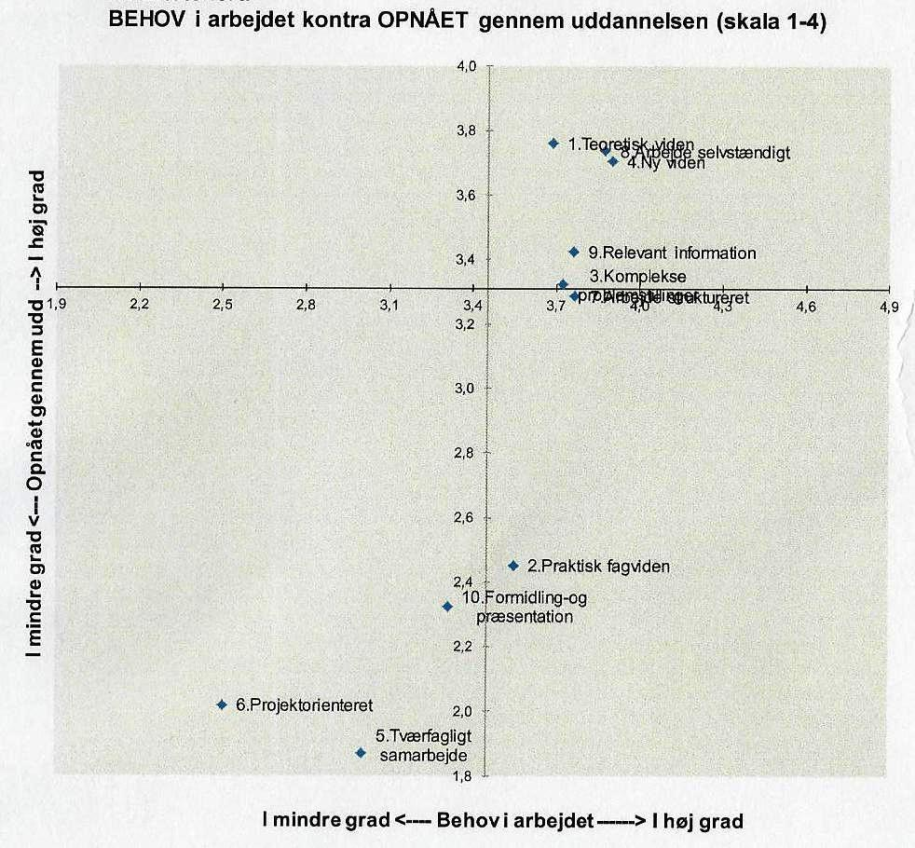 BEHOV i arbejdet kontra OPNÅET gennem uddannelsen (skala 1-4)
4,0
3,8
1.Teoretisk viden
8.Arbejde selvstændigt
4.Ny viden
3,6
3,4
9.Relevant information
3.Komplekse
problemstillinger
7.Arbejde struktureret
1,9 2,2 2,5 2,8 3,1 3,4 3,7 4,0 4,3 4,6 4,9
3,2
3,0
2,8
2,6
2,4
2.Praktisk fagviden
10.Formidling-og
præsentation
2,2
6.Projektorienteret
2,0
5.Tværfagligt
samarbejde
1,8
I mindre grad <--- Opnået gennem udd --> I høj grad
I mindre grad <---- Behov i arbejdet ------> I høj grad